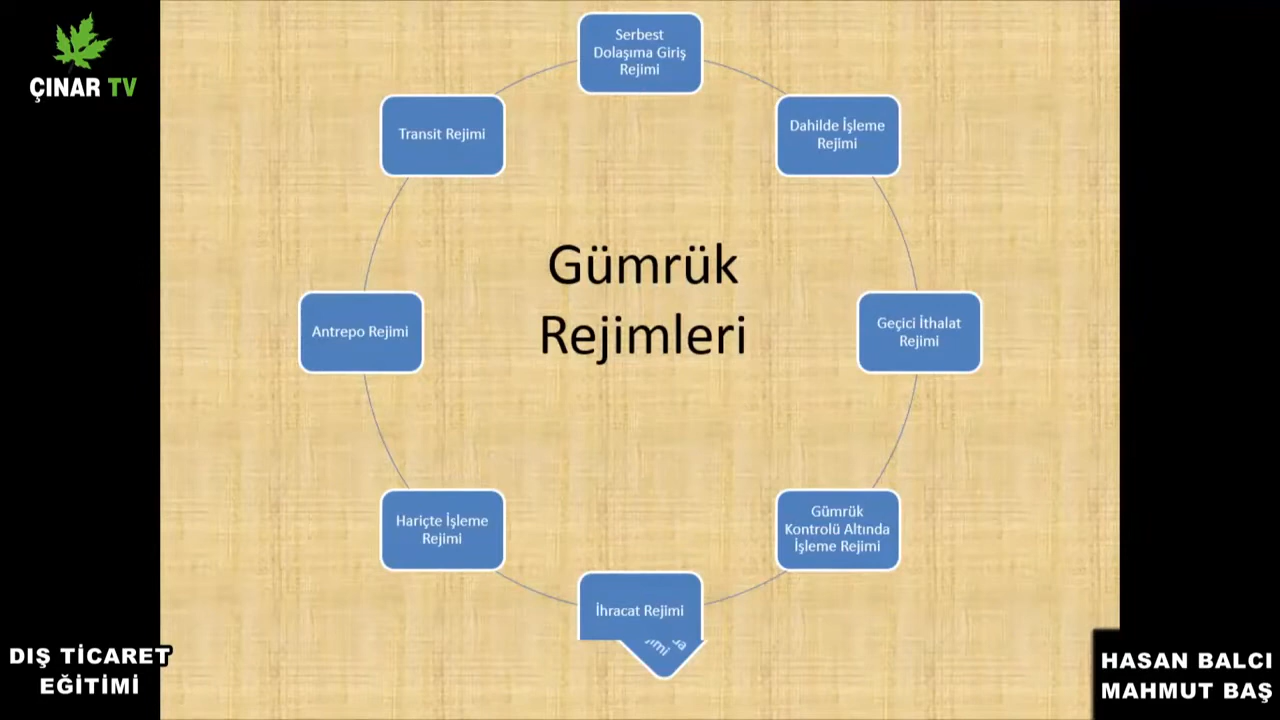 ÇINAR TV
Serbest
Dolaşıma Giriş
Rejimi
Transit Rejimi
Dahilde İşleme
Rejimi
Gümrük
Rejimleri
Antrepo Rejimi
Geçici İthalat
Rejimi
Hariçte İşleme
Rejimi
Gümrük
Kontrolü Altında
İşleme Rejimi
İhracat Rejimi
DIŞ TİCARET
EĞİTİMİ
HASAN BALCI
MAHMUT BAŞ